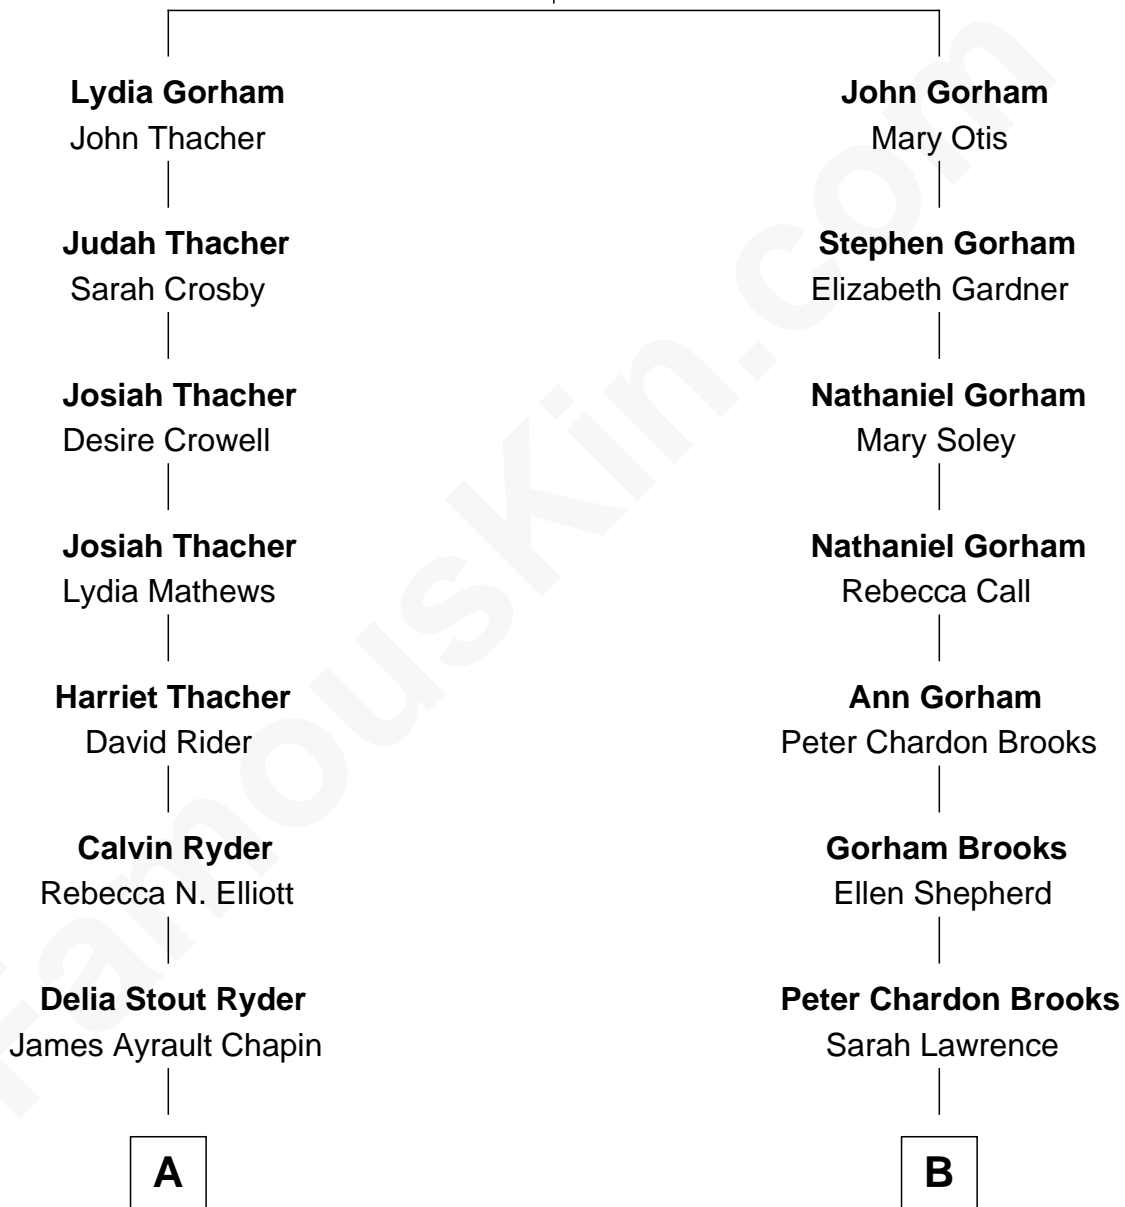 Lydia Gorham
John Thacher
Judah Thacher
Sarah Crosby
Josiah Thacher
Desire Crowell
Josiah Thacher
Lydia Mathews
Harriet Thacher
David Rider
Calvin Ryder
Rebecca N. Elliott
Delia Stout Ryder
James Ayrault Chapin
A
John Gorham
Mary Otis
Stephen Gorham
Elizabeth Gardner
Nathaniel Gorham
Mary Soley
Nathaniel Gorham
Rebecca Call
Ann Gorham
Peter Chardon Brooks
Gorham Brooks
Ellen Shepherd
Peter Chardon Brooks
Sarah Lawrence
B
FamousKin.com